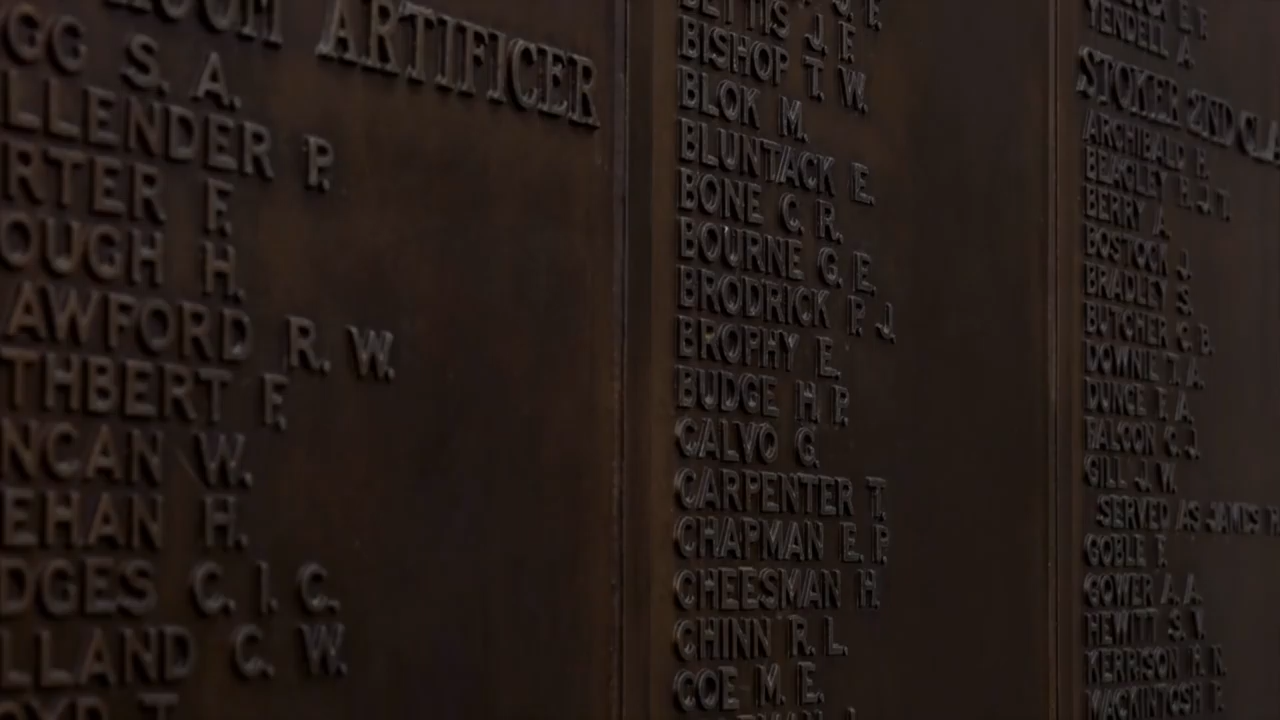 ARTIFICER
GG S. A.
LLENDER P.
RTER F.
OUGH H.
AWFORD R. W.
THBERT F.
NCAN W.
EHAN H.
DGES C. I. C.
LLAND C. W.
BETTIS J. F.
BISHOP T. W.
BLOK M.
BLUNTACK E.
BONE C. R.
BOURNE G. E.
BRODRICK P. J.
BROPHY E.
BUDGE H. P.
CALVO G.
CARPENTER T.
CHAPMAN E. P.
CHEESMAN H.
CHINN R. L.
COE M. E.
YENDELL A.
STOKER 2ND CLA
ARCHIBALD H.
BEAGLEY H. J. T.
BERRY A.
BOSTOCK J.
BRADLEY S.
BUTCHER C. B.
DOWNIE T. A.
DUNCE T. A.
FALCON C. J.
GILL J. W.
SERVED AS JAMES
GOBLE T.
GOWER A. A.
HEWITT S. V.
KERRISON H. N.
MACKINTOSH P.